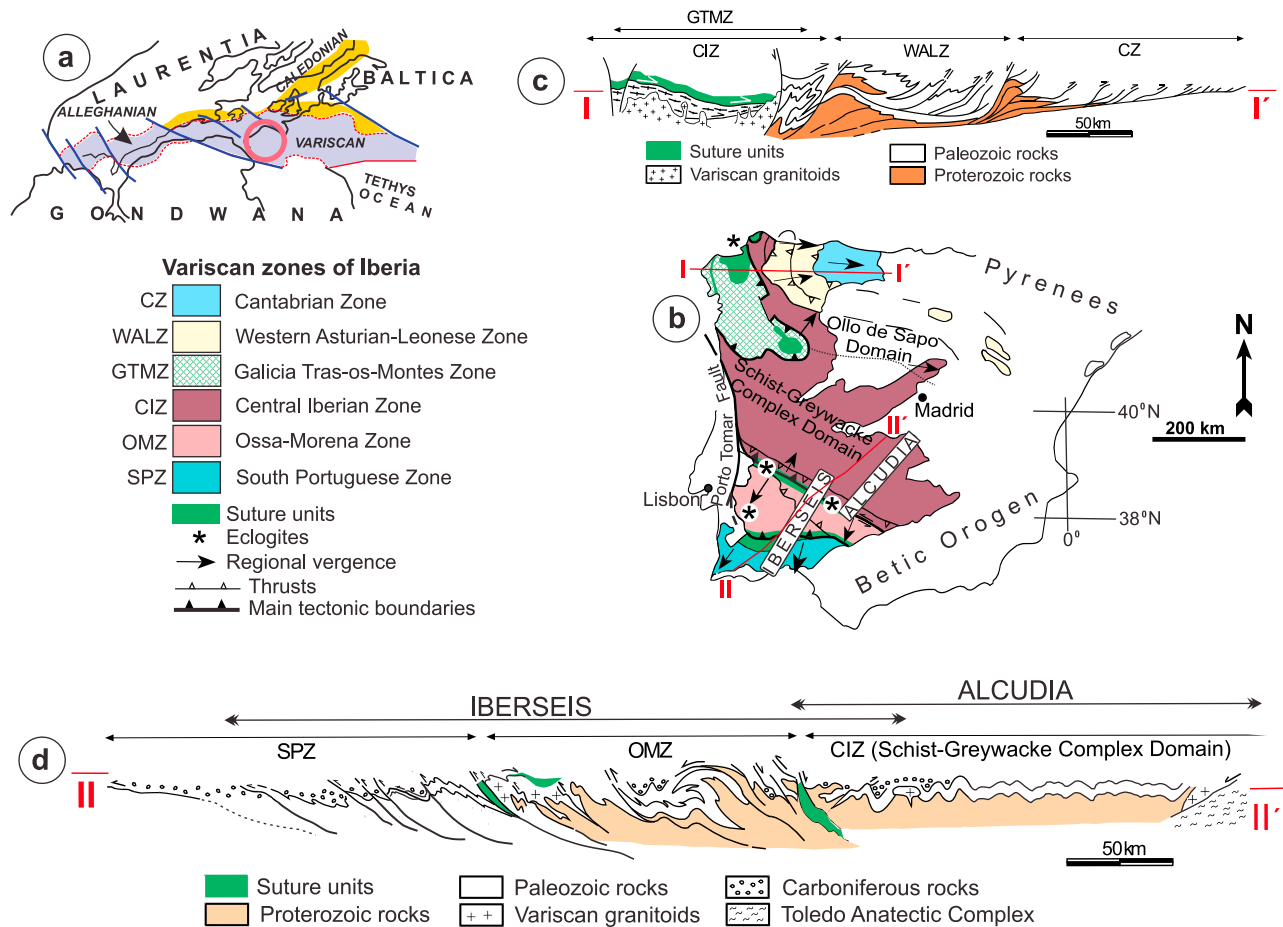 a
LAURENTIA
CALEDONIAN
BALTICA
ALLEGHANIAN
VARISCAN
TETHYS
OCEAN
GONDWANA
GTMZ
CIZ
WALZ
CZ
c
I
I´
50km
Suture units
Paleozoic rocks
Variscan granitoids
Proterozoic rocks
Variscan zones of Iberia
CZ Cantabrian Zone
WALZ Western Asturian-Leonese Zone
GTMZ Galicia Tras-os-Montes Zone
CIZ Central Iberian Zone
OMZ Ossa-Morena Zone
SPZ South Portuguese Zone
Suture units
* Eclogites
Regional vergence
Thrusts
Main tectonic boundaries
b
*
I
I´
Pyrenees
Ollo de Sapo
Domain
Schist-Greywacke
Complex Domain
Porto Tomar Fault
Madrid
II´
N
40⁰N
200 km
Lisbon
*
*
*
IBERSEIS
ALCUDIA
38⁰N
0⁰
Betic Orogen
II
ALCUDIA
IBERSEIS
d
SPZ
OMZ
CIZ (Schist-Greywacke Complex Domain)
II
II´
50km
Suture units
Paleozoic rocks
Carboniferous rocks
Proterozoic rocks
Variscan granitoids
Toledo Anatectic Complex